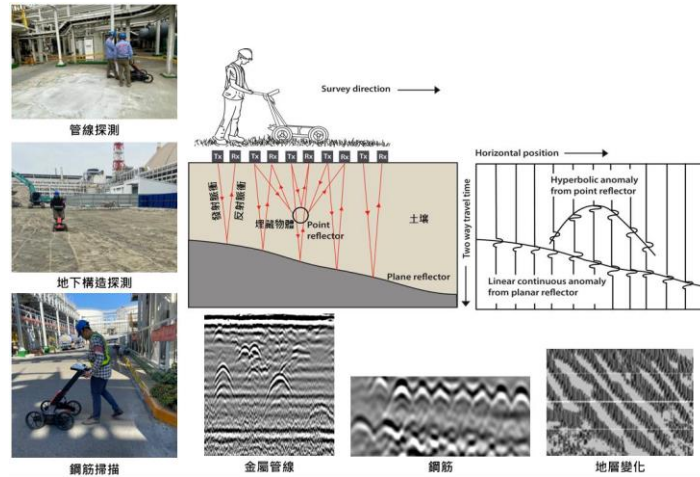 管線探測
地下構造探測
鋼筋掃描
Survey direction
Tx Rx Tx Rx Tx Rx Tx Rx Tx Rx
發射脈衝
反射脈衝
埋藏物體
Point
reflector
土壤
Plane reflector
Two way travel time
Horizontal position
Hyperbolic anomaly
from point reflector
Linear continuous anomaly
from planar reflector
金屬管線
鋼筋
地層變化